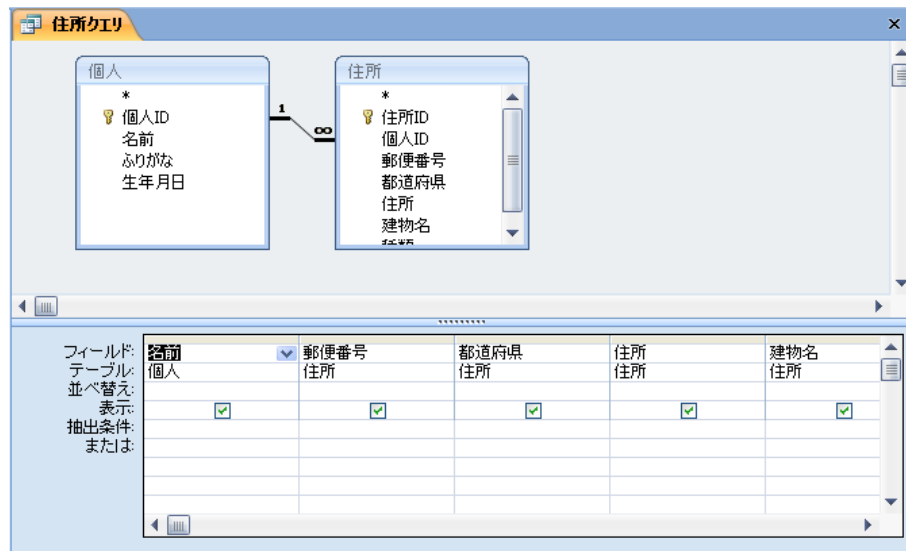 住所クエリ
個人
*
個人ID
名前
ふりがな
生年月日
1
∞
住所
*
住所ID
個人ID
郵便番号
都道府県
住所
建物名
フィールド: 名前 郵便番号 都道府県 住所 建物名
テーブル: 個人 住所 住所 住所 住所
並べ替え:
表示:
抽出条件:
または: